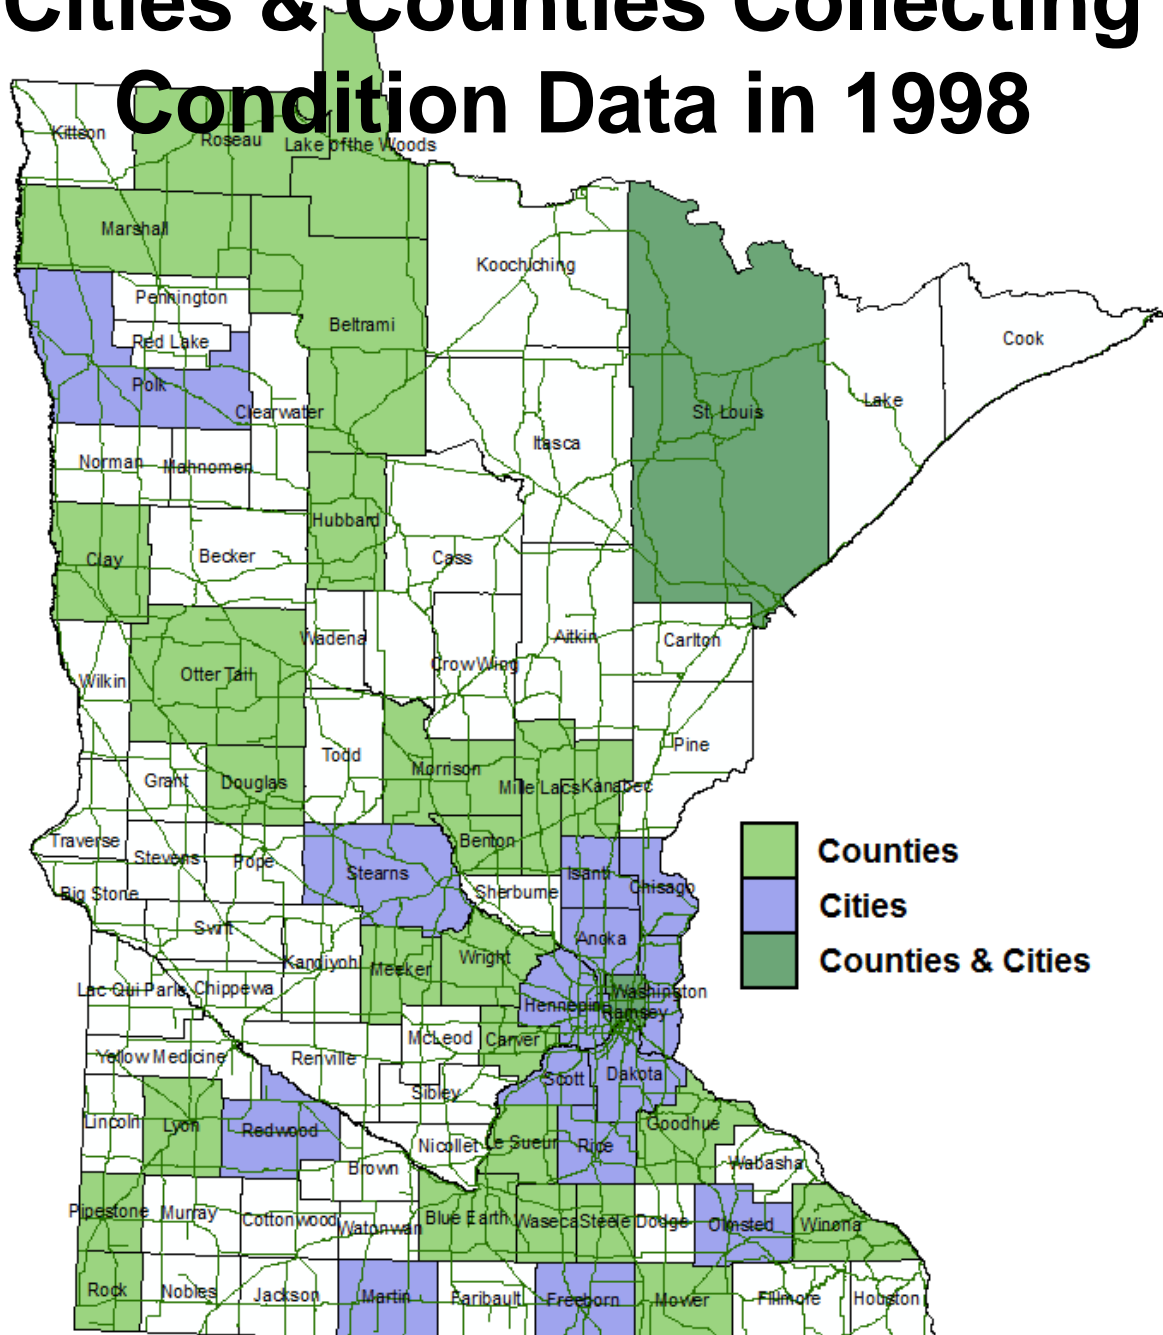 Cities & Counties Collecting
Condition Data in 1998
Kittson
Roseau
Lake of the Woods
Marshall
Koochiching
Pennington
Beltrami
Red Lake
Cook
Polk
Clearwater
St. Louis
Lake
Itasca
Norman
Mahnomen
Hubbard
Clay
Becker
Cass
Wadena
Aitkin
Carlton
Crow Wing
Otter Tail
Wilkin
Todd
Pine
Morrison
Grant
Douglas
Mille Lacs
Kanabec
Traverse
Benton
Stevens
Pope
Stearns
Isanti
Chisago
Big Stone
Sherburne
Counties
Cities
Counties & Cities
Swift
Anoka
Kandiyohi
Meeker
Wright
Lac Qui Parle
Chippewa
Washington
Hennepin
Ramsey
McLeod
Carver
Yellow Medicine
Renville
Scott
Dakota
Sibley
Lincoln
Lyon
Redwood
Goodhue
Nicollet
Le Sueur
Rice
Brown
Wabasha
Pipestone
Murray
Cottonwood
Watonwan
Blue Earth
Waseca
Steele
Dodge
Olmsted
Winona
Rock
Nobles
Jackson
Martin
Faribault
Freeborn
Mower
Fillmore
Houston